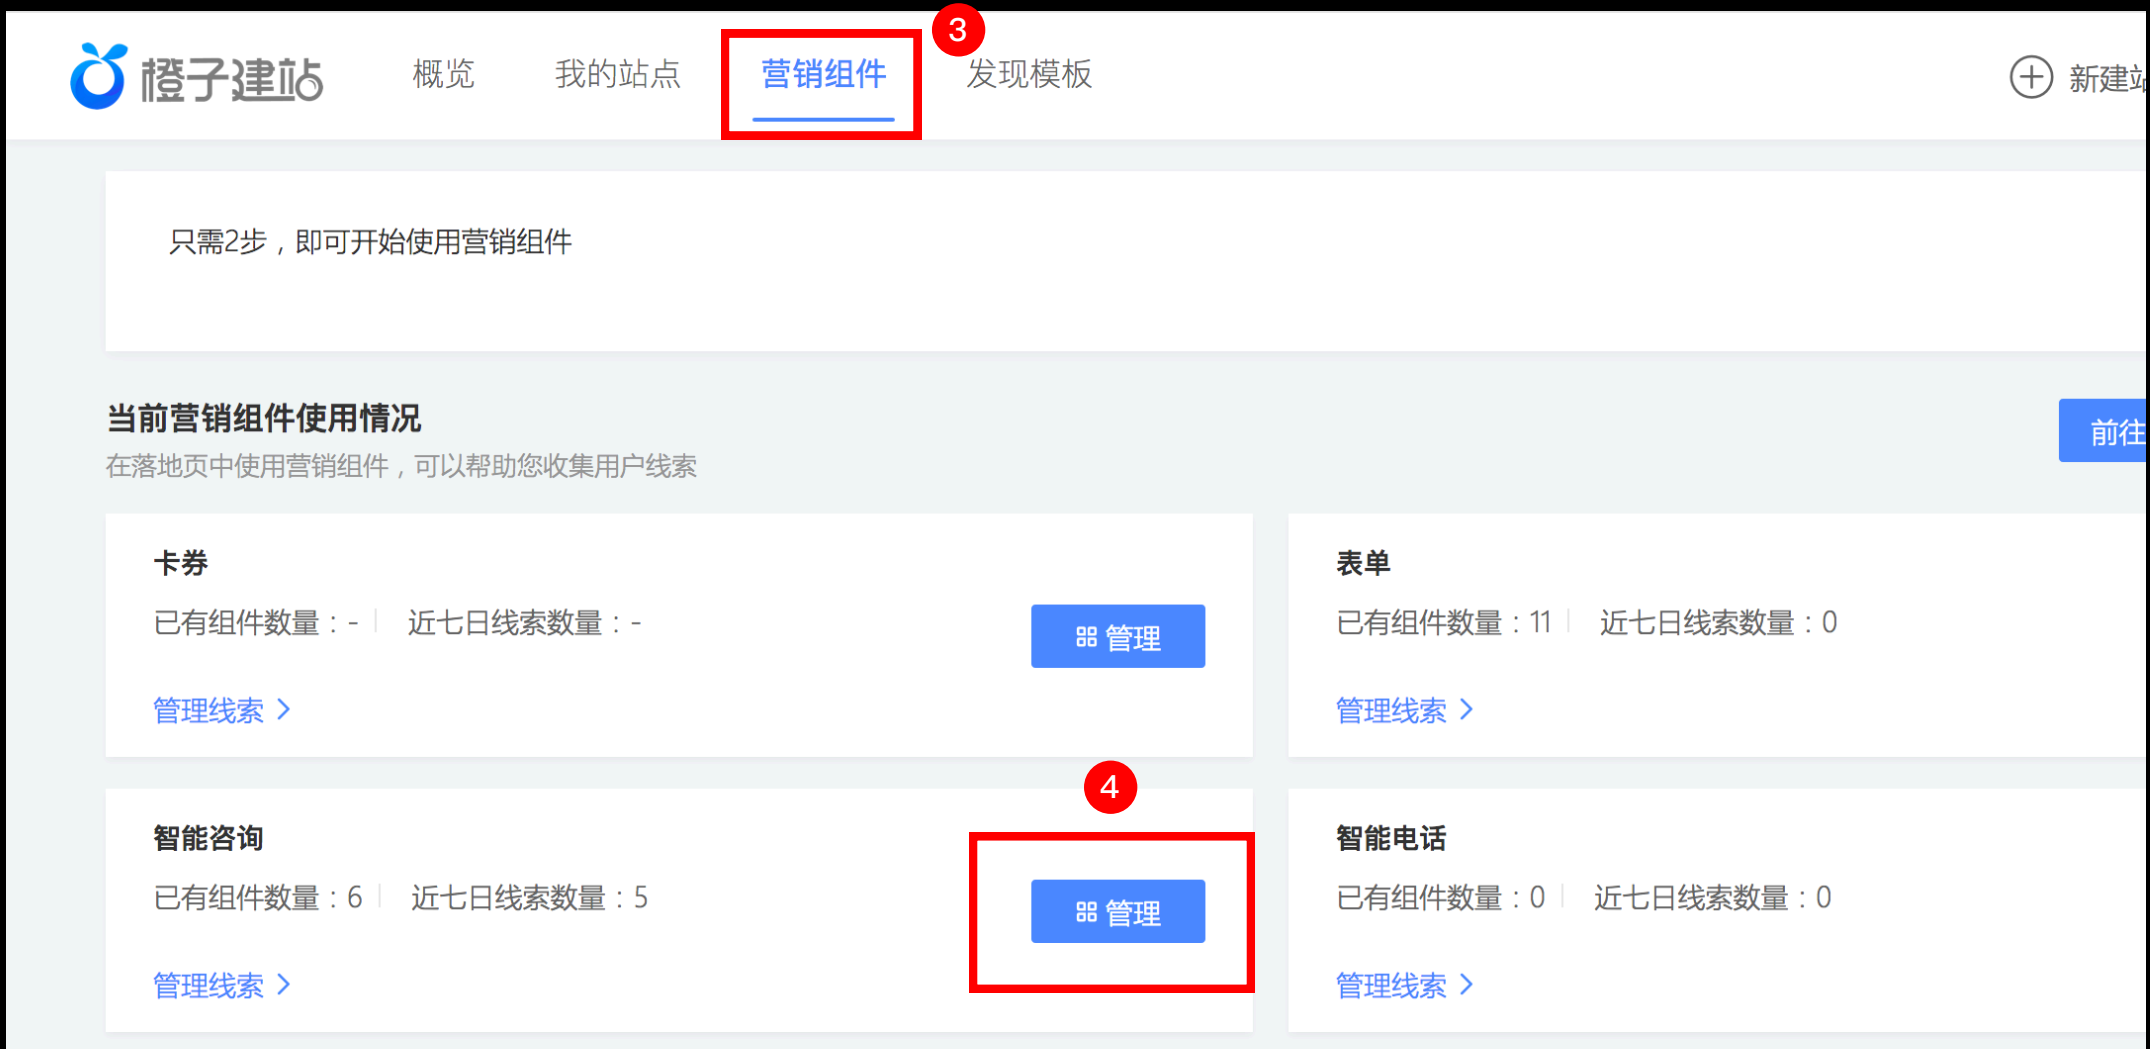 橙子建站 概览 我的站点 营销组件 3 发现模板 新建
只需2步，即可开始使用营销组件
当前营销组件使用情况
前往
在落地页中使用营销组件，可以帮助您收集用户线索
卡券
已有组件数量：- 近七日线索数量：-
管理
管理线索
表单
已有组件数量：11 近七日线索数量：0
管理线索
4
智能咨询
已有组件数量：6 近七日线索数量：5
管理
管理线索
智能电话
已有组件数量：0 近七日线索数量：0
管理线索